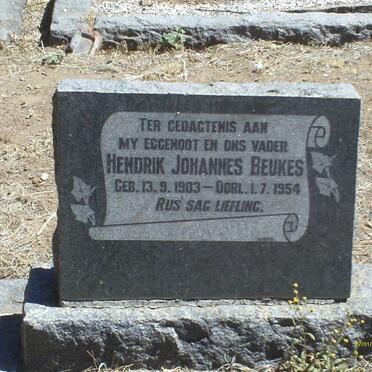 TER GEDAGTENIS AAN
MY EGGENOOT EN ONS VADER
HENDRIK JOHANNES BEUKES
GEB. 13. 9. 1903 — OORL. 1. 7. 1954
RUS SAG LIEFLING.